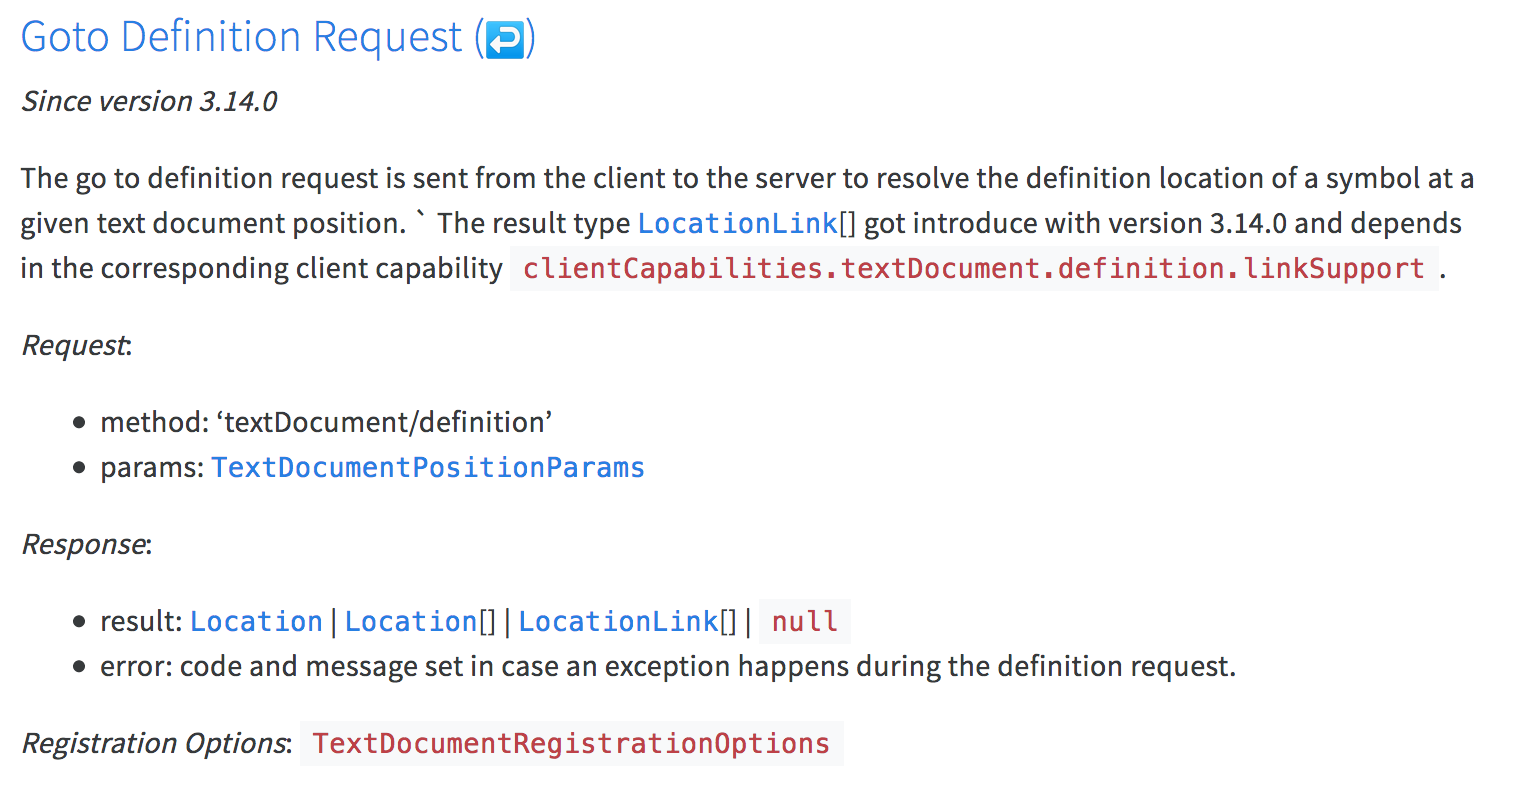 Goto Definition Request (↩)
Since version 3.14.0
The go to definition request is sent from the client to the server to resolve the definition location of a symbol at a
given text document position. ` The result type LocationLink[] got introduce with version 3.14.0 and depends
in the corresponding client capability clientCapabilities.textDocument.definition.linkSupport .
Request:
• method: ‘textDocument/definition’
• params: TextDocumentPositionParams
Response:
• result: Location | Location[] | LocationLink[] | null
• error: code and message set in case an exception happens during the definition request.
Registration Options: TextDocumentRegistrationOptions